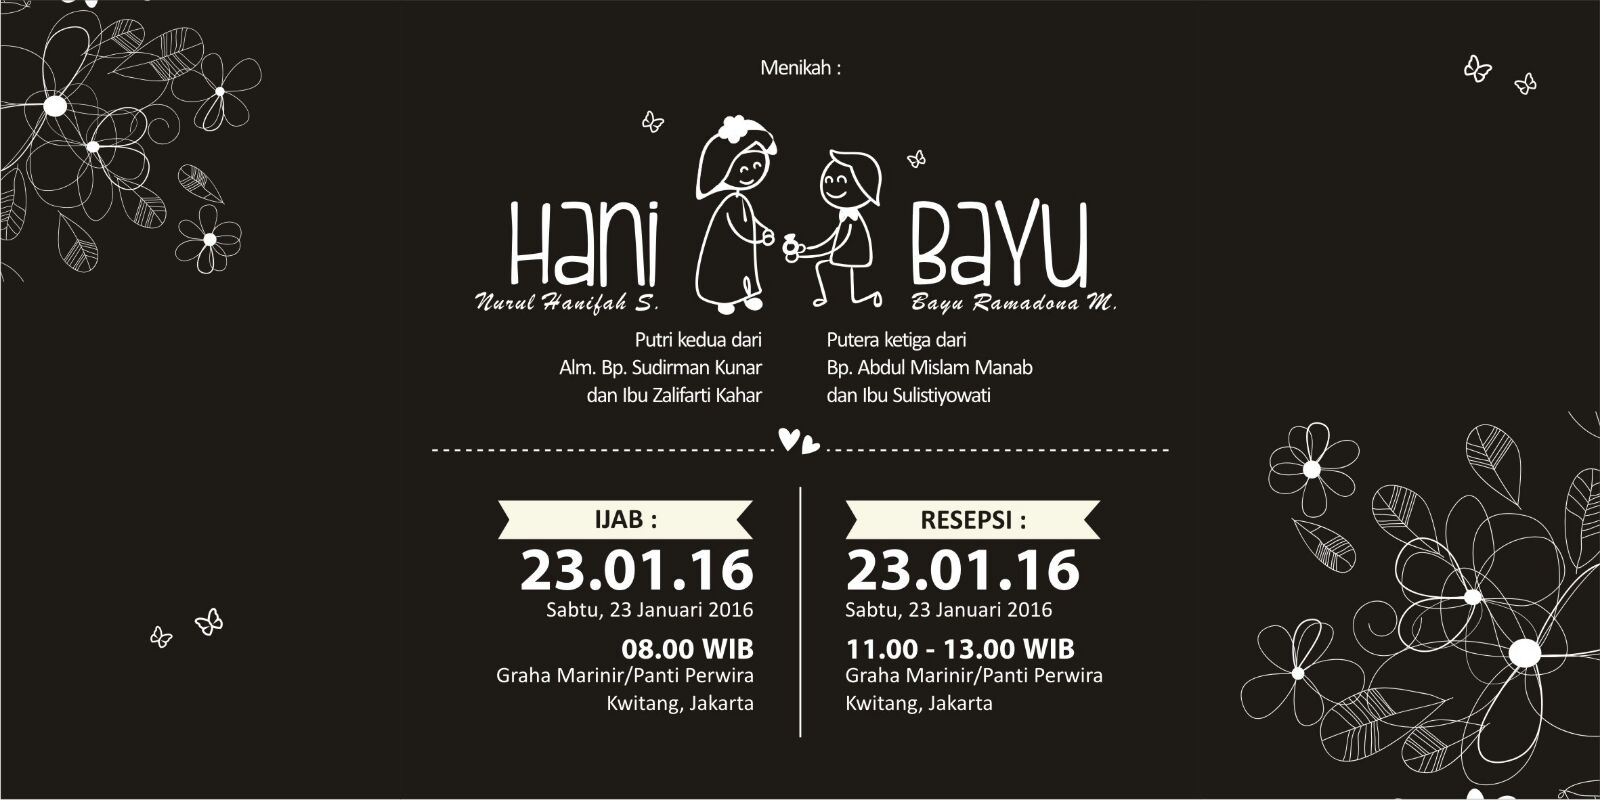 Menikah :
Hani
Nurul Hanifah S.
Putri kedua dari
Alm. Bp. Sudirman Kunar
dan Ibu Zalifarti Kahar
BaYu
Bayu Ramadona M.
Putera ketiga dari
Bp. Abdul Mislam Manab
dan Ibu Sulistiyowati
IJAB :
23.01.16
Sabtu, 23 Januari 2016
08.00 WIB
Graha Marinir/Panti Perwira
Kwitang, Jakarta
RESEPSI :
23.01.16
Sabtu, 23 Januari 2016
11.00 - 13.00 WIB
Graha Marinir/Panti Perwira
Kwitang, Jakarta